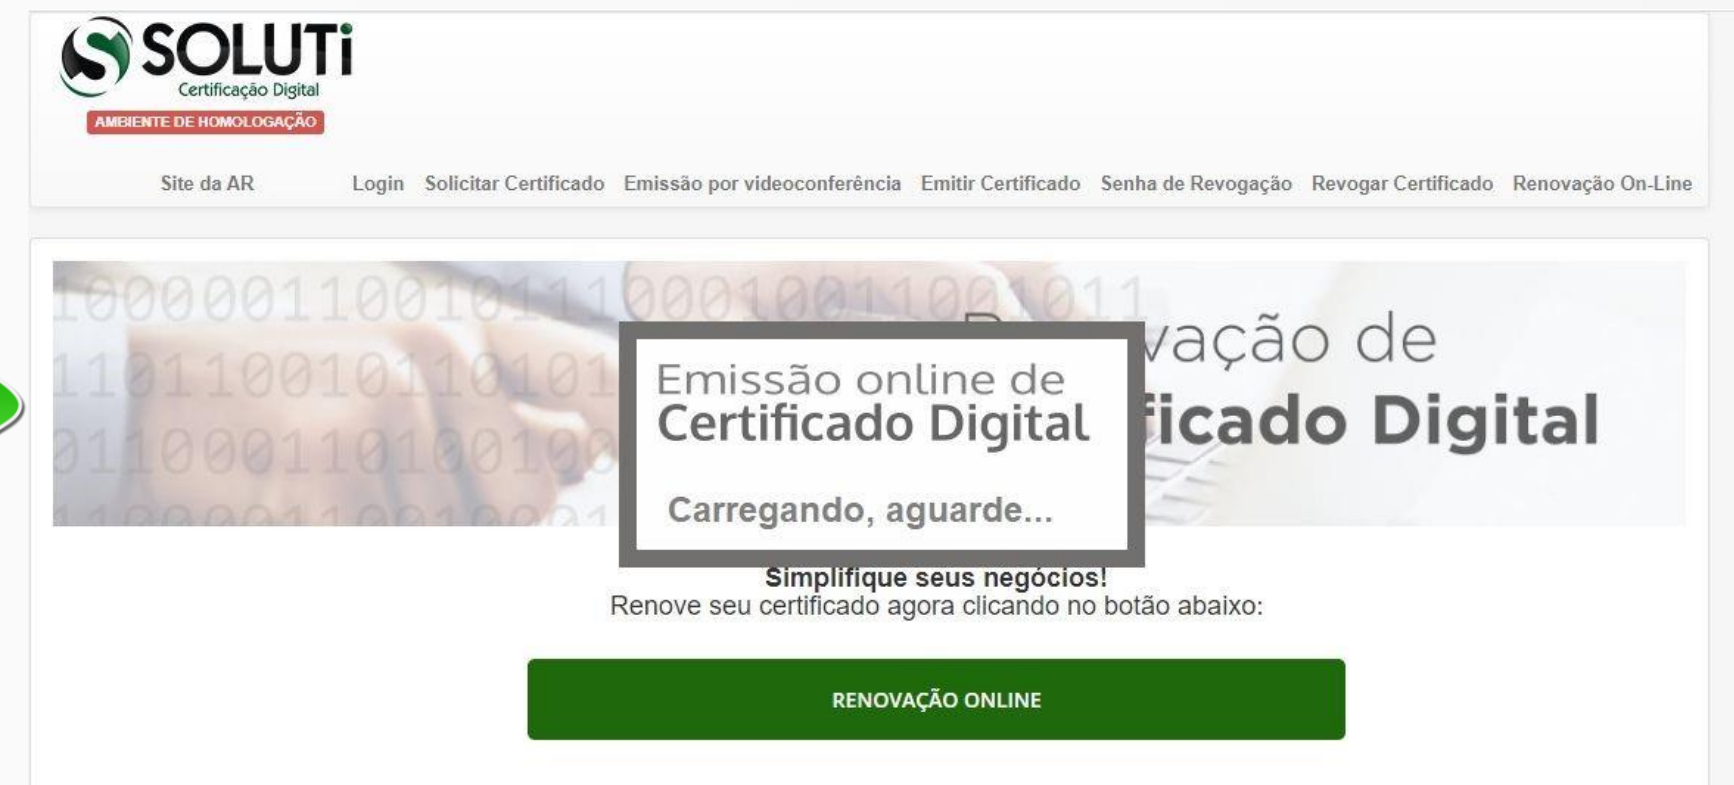 SOLUTi
Certificação Digital
AMBIENTE DE HOMOLOGAÇÃO
Site da AR Login Solicitar Certificado Emissão por videoconferência Emitir Certificado Senha de Revogação Revogar Certificado Renovação On-Line
100000110010111100010011001011
vação de
ficado Digital
Emissão online de
Certificado Digital
Carregando, aguarde...
Simplifique seus negócios!
Renove seu certificado agora clicando no botão abaixo:
RENOVAÇÃO ONLINE